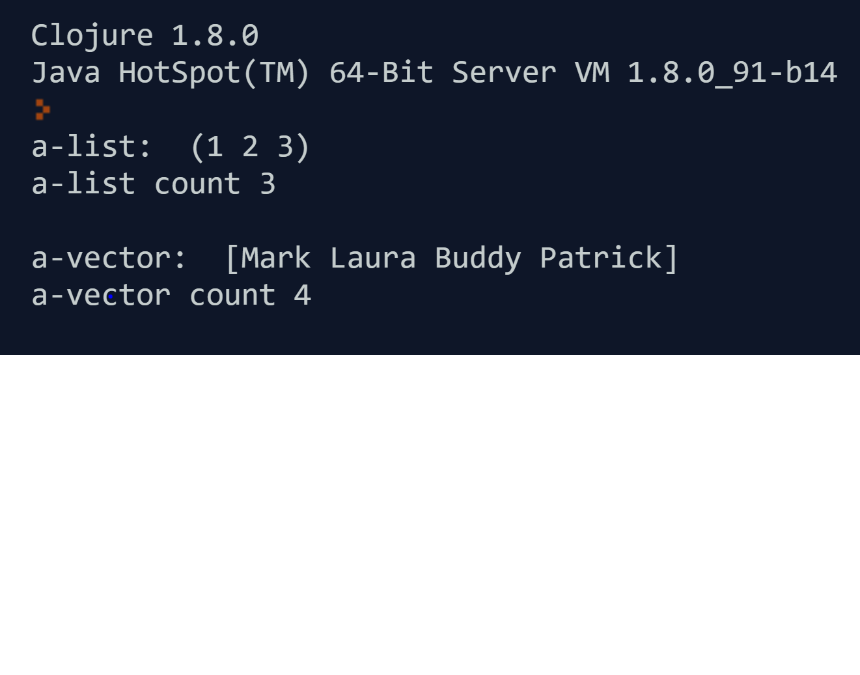 Clojure 1.8.0
Java HotSpot(TM) 64-Bit Server VM 1.8.0_91-b14
>
a-list:  (1 2 3)
a-list count 3
a-vector:  [Mark Laura Buddy Patrick]
a-vector count 4